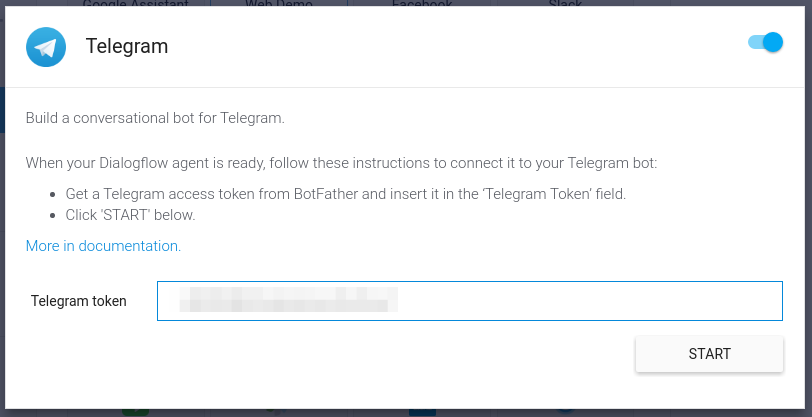 Google Assistant Web Demo Facebook Slack
Telegram
Build a conversational bot for Telegram.
When your Dialogflow agent is ready, follow these instructions to connect it to your Telegram bot:
• Get a Telegram access token from BotFather and insert it in the ‘Telegram Token’ field.
• Click 'START' below.
More in documentation.
Telegram token
START